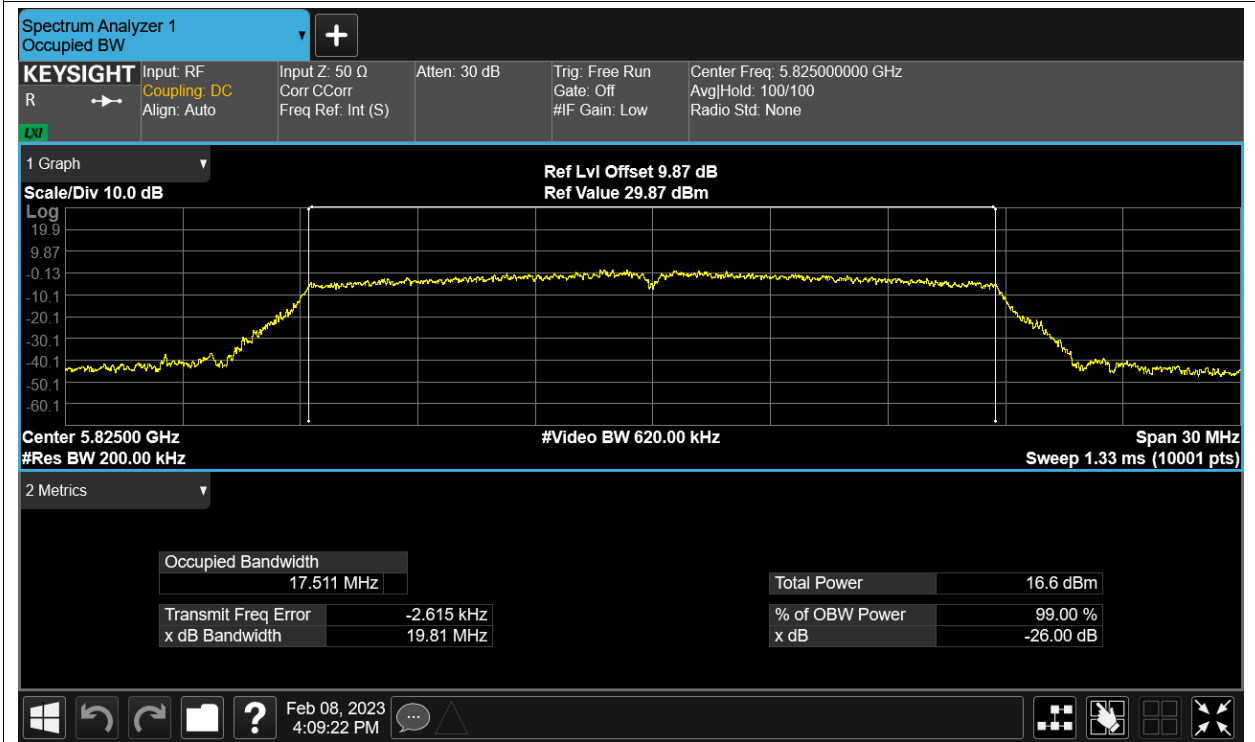 Spectrum Analyzer 1
Occupied BW
+
KEYSIGHT
R
LXI
Input: RF
Coupling: DC
Align: Auto
Input Z: 50 Ω
Corr CCorr
Freq Ref: Int (S)
Atten: 30 dB
Trig: Free Run
Gate: Off
#IF Gain: Low
Center Freq: 5.825000000 GHz
Avg|Hold: 100/100
Radio Std: None
1 Graph
Scale/Div 10.0 dB
Ref Lvl Offset 9.87 dB
Ref Value 29.87 dBm
Log
19.9
9.87
-0.13
-10.1
-20.1
-30.1
-40.1
-50.1
-60.1
Center 5.82500 GHz
#Res BW 200.00 kHz
#Video BW 620.00 kHz
Span 30 MHz
Sweep 1.33 ms (10001 pts)
2 Metrics
Occupied Bandwidth
17.511 MHz
Transmit Freq Error -2.615 kHz
x dB Bandwidth 19.81 MHz
Total Power 16.6 dBm
% of OBW Power 99.00 %
x dB -26.00 dB
?
Feb 08, 2023
4:09:22 PM